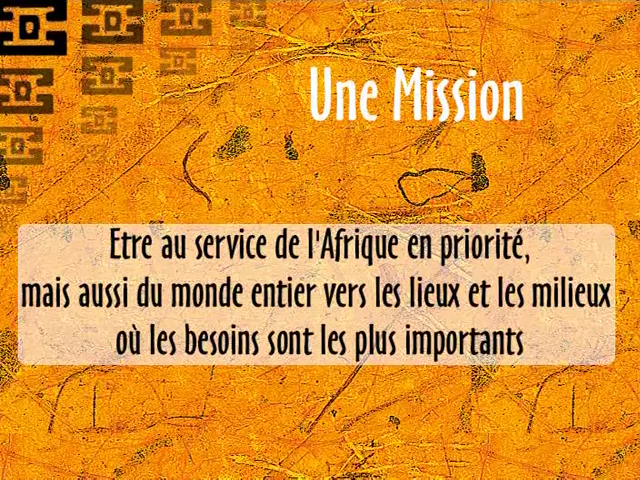 Une Mission
Etre au service de l'Afrique en priorité,
mais aussi du monde entier vers les lieux et les milieux
où les besoins sont les plus importants